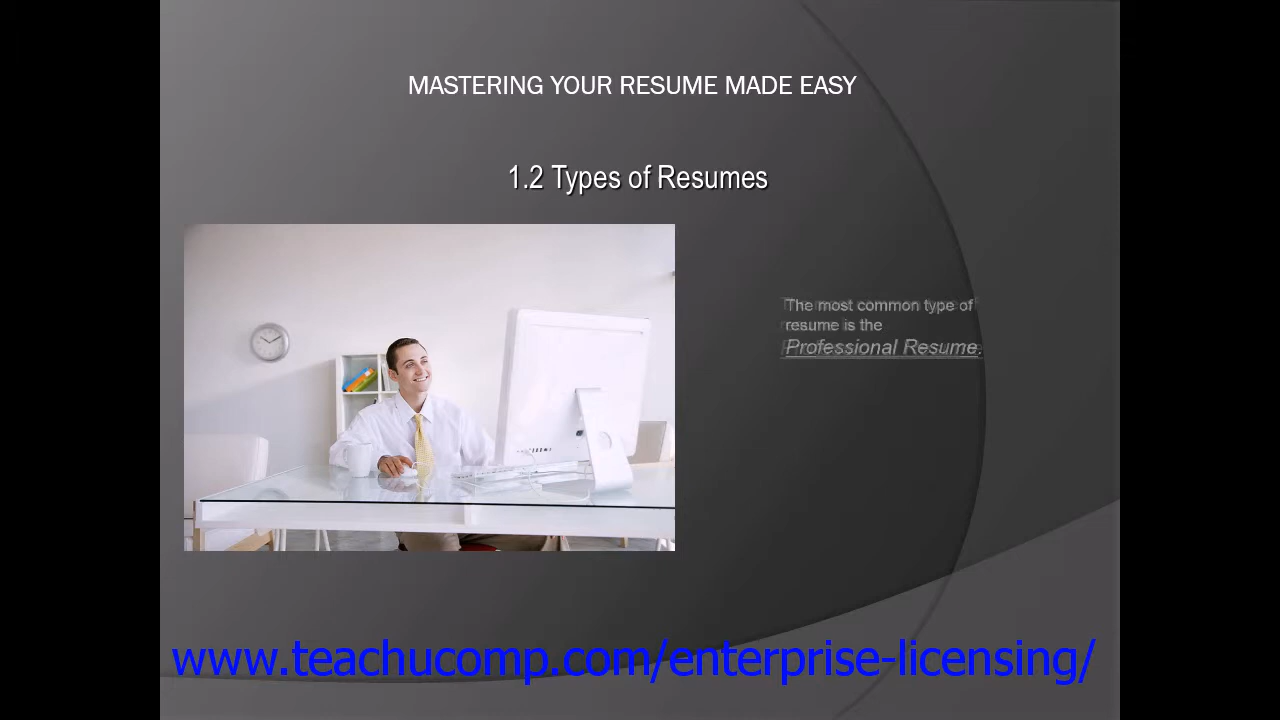 MASTERING YOUR RESUME MADE EASY
1.2 Types of Resumes
The most common type of
resume is the
Professional Resume.
www.teachucomp.com/enterprise-licensing/